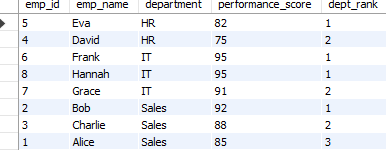 emp_id emp_name department performance_score dept_rank
5 Eva HR 82 1
4 David HR 75 2
6 Frank IT 95 1
8 Hannah IT 95 1
7 Grace IT 91 2
2 Bob Sales 92 1
3 Charlie Sales 88 2
1 Alice Sales 85 3